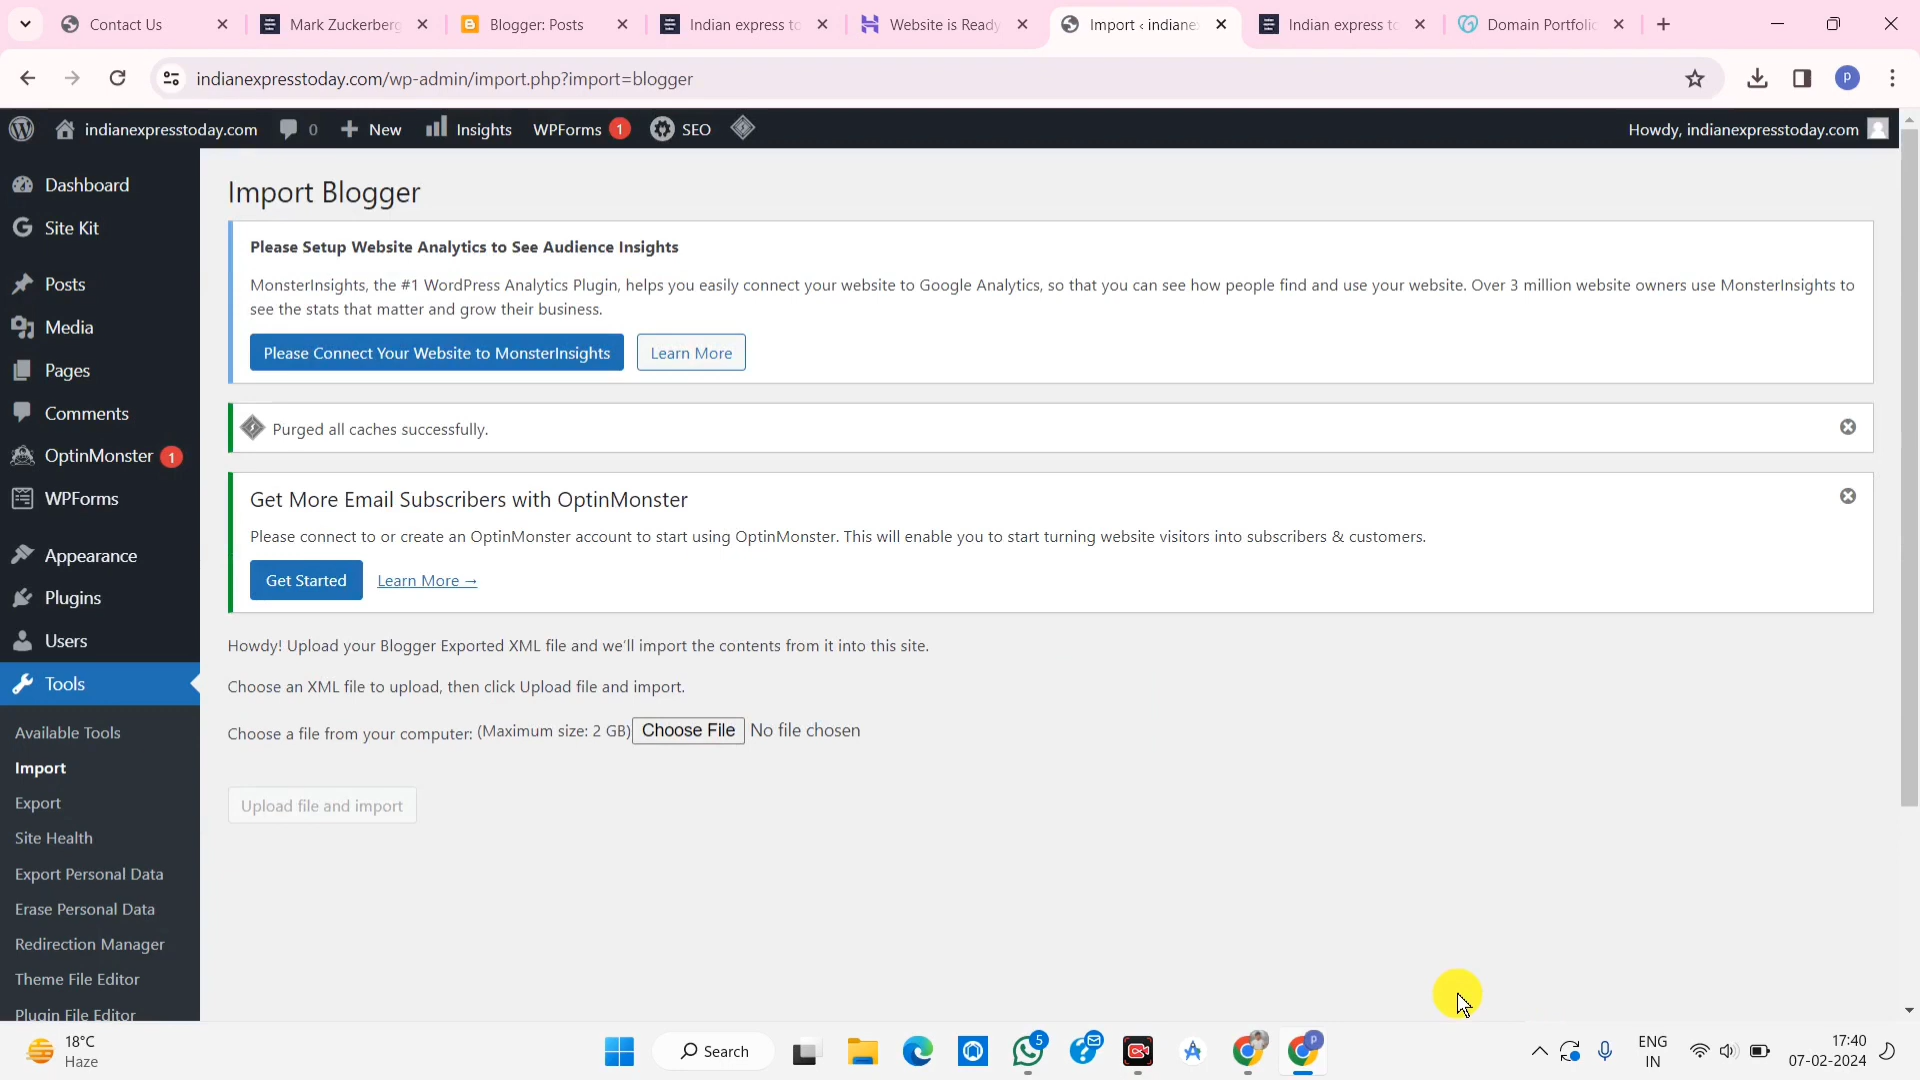 Contact Us
Mark Zuckerberg
Blogger: Posts
Indian express to
Website is Ready
Import ‹ indianex
Indian express to
Domain Portfolio
indianexpresstoday.com/wp-admin/import.php?import=blogger
P
indianexpresstoday.com
0
New
Insights
WPForms 1
SEO
Howdy, indianexpresstoday.com
Dashboard
Site Kit
Posts
Media
Pages
Comments
OptinMonster 1
WPForms
Appearance
Plugins
Users
Tools
Available Tools
Import
Export
Site Health
Export Personal Data
Erase Personal Data
Redirection Manager
Theme File Editor
Plugin File Editor
Import Blogger
Please Setup Website Analytics to See Audience Insights
MonsterInsights, the #1 WordPress Analytics Plugin, helps you easily connect your website to Google Analytics, so that you can see how people find and use your website. Over 3 million website owners use MonsterInsights to
see the stats that matter and grow their business.
Please Connect Your Website to MonsterInsights
Learn More
Purged all caches successfully.
Get More Email Subscribers with OptinMonster
Please connect to or create an OptinMonster account to start using OptinMonster. This will enable you to start turning website visitors into subscribers & customers.
Get Started
Learn More →
Howdy! Upload your Blogger Exported XML file and we'll import the contents from it into this site.
Choose an XML file to upload, then click Upload file and import.
Choose a file from your computer: (Maximum size: 2 GB) Choose File No file chosen
Upload file and import
18°C
Haze
Search
5
P
ENG
IN
17:40
07-02-2024